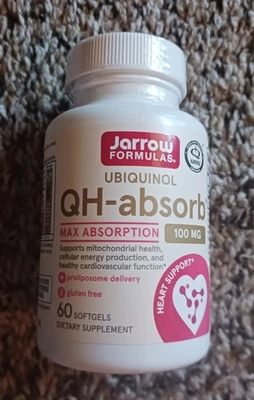 Jarrow
FORMULAS®
UBIQUINOL
QH-absorb
MAX ABSORPTION 100 MG
Supports mitochondrial health,
cellular energy production, and
healthy cardiovascular function*
+ proliposome delivery
gluten free
60 SOFTGELS
DIETARY SUPPLEMENT
HEART SUPPORT*